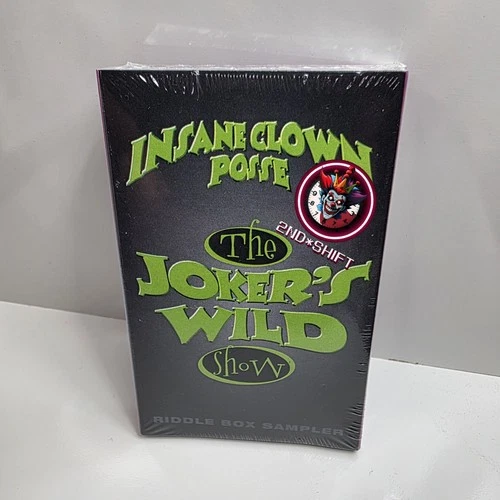 INSANE CLOWN
POSSE
2ND*SHIFT
The
JOKER'S
WILD
Show
RIDDLE BOX SAMPLER